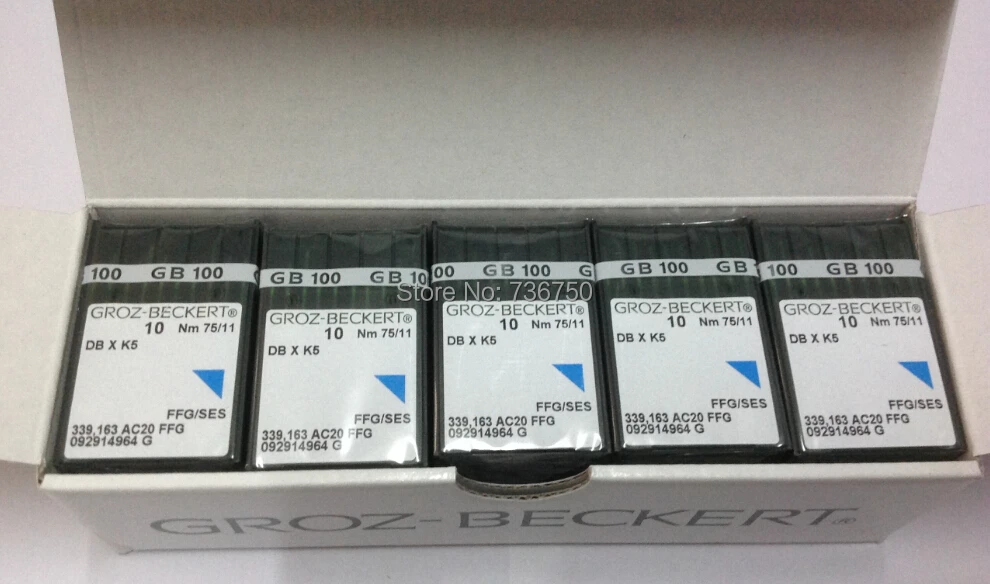 100 GB 100
GROZ-BECKERT®
10 Nm 75/11
DB X K5
FFG/SES
339,163 AC20 FFG
092914964 G
GB 100 GB 10
GROZ-BECKERT®
10 Nm 75/11
DB X K5
FFG/SES
339,163 AC20 FFG
092914964 G
00 GB 100 G
GROZ-BECKERT®
10 Nm 75/11
DB X K5
FFG/SES
339,163 AC20 FFG
092914964 G
GB 100 GB
GROZ-BECKERT®
10 Nm 75/11
DB X K5
FFG/SES
339,163 AC20 FFG
092914964 G
100 GB 100
GROZ-BECKERT®
10 Nm 75/11
DB X K5
FFG/SES
339,163 AC20 FFG
092914964 G
Store No: 736750
GROZ-BECKERT®